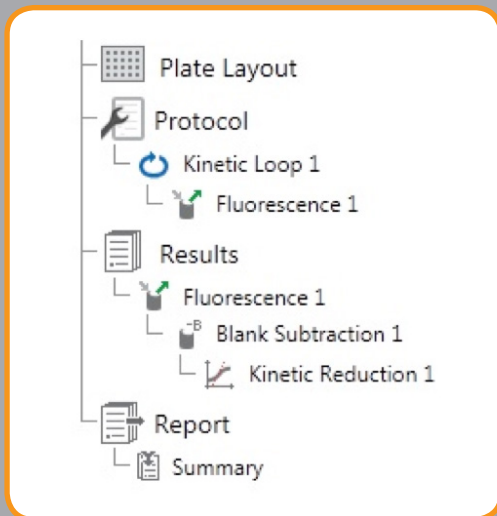 Plate Layout
Protocol
Kinetic Loop 1
Fluorescence 1
Results
Fluorescence 1
-B
Blank Subtraction 1
Kinetic Reduction 1
Report
Summary